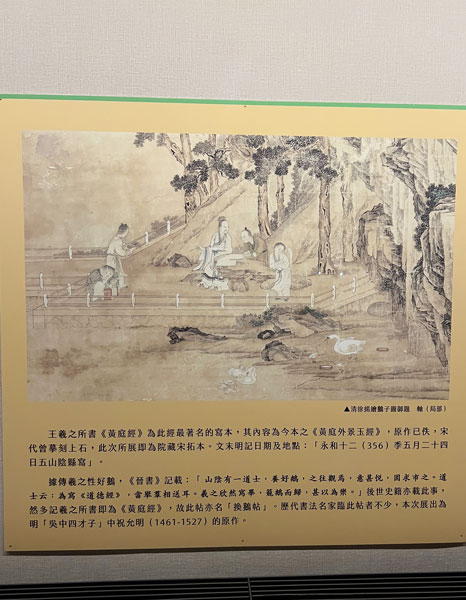 ▲清徐揚繪鵞子圖御題　軸（局部）
王羲之所書《黃庭經》為此經最著名的寫本，其內容為今本之《黃庭外景玉經》，原作已佚，宋
代曾摹刻上石，此次所展即為院藏宋拓本。文末明記日期及地點：「永和十二（356）季五月二十四
日五山陰縣寫」。
據傳羲之性好鵝，《晉書》記載：「山陰有一道士，養好鵝，之往觀焉，意甚悅，固求市之。道
士云：為寫《道德經》，當舉羣相送耳。羲之欣然寫畢，籠鵝而歸，甚以為樂。」後世史籍亦載此事，
然多記羲之所書即為《黃庭經》，故此帖亦名「換鵝帖」。歷代書法名家臨此帖者不少，本次展出為
明「吳中四才子」中祝允明（1461-1527）的原作。